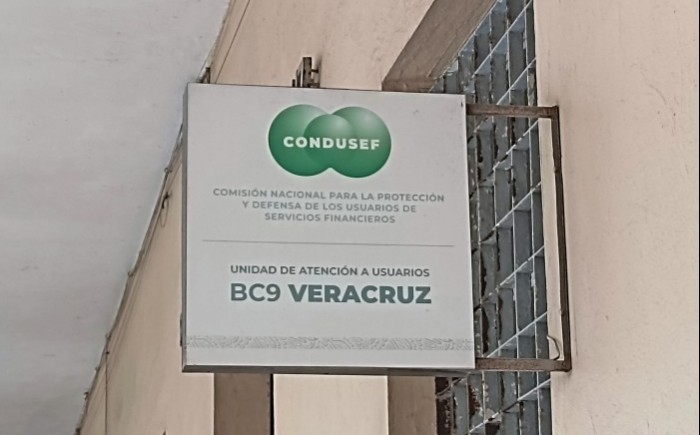 CONDUSEF
COMISIÓN NACIONAL PARA LA PROTECCIÓN
Y DEFENSA DE LOS USUARIOS DE
SERVICIOS FINANCIEROS
UNIDAD DE ATENCIÓN A USUARIOS
BC9 VERACRUZ